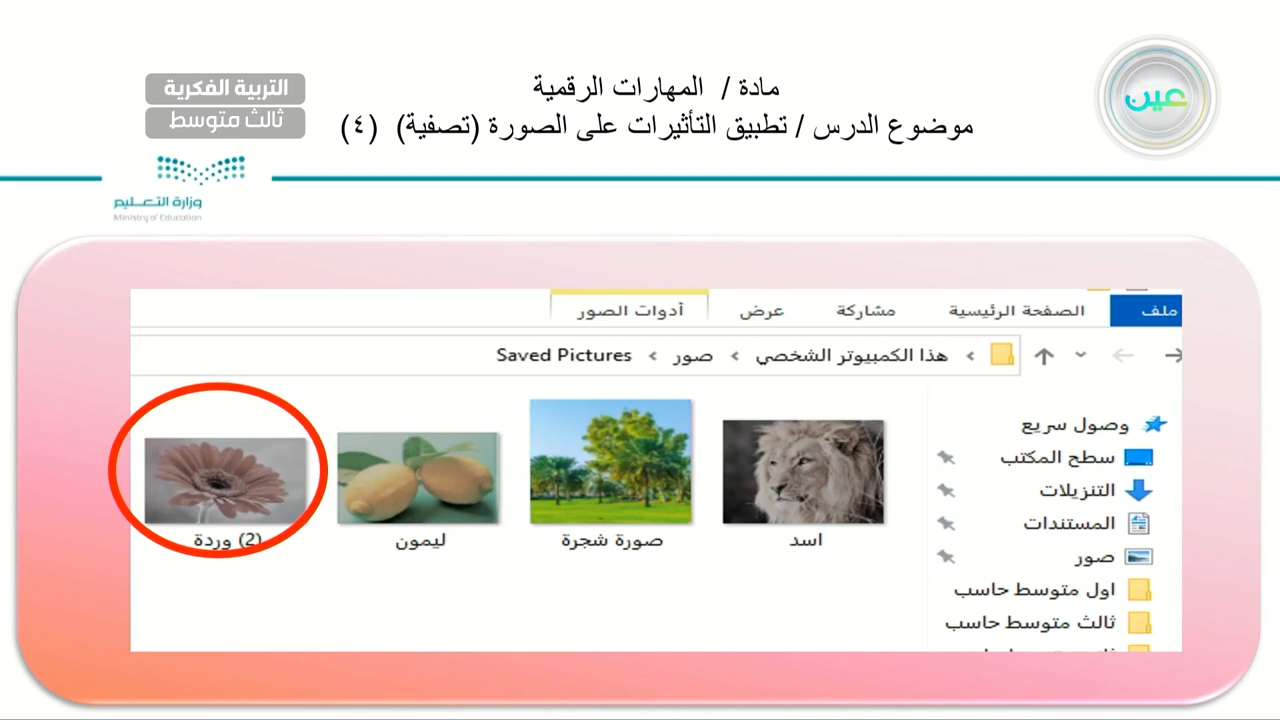 عين
مادة / المهارات الرقمية
موضوع الدرس / تطبيق التأثيرات على الصورة (تصفية) (٤)
التربية الفكرية
ثالث متوسط
وزارة التعليم
Ministry of Education
ملف الصفحة الرئيسية مشاركة عرض أدوات الصور
هذا الكمبيوتر الشخصي › صور › Saved Pictures
وصول سريع
سطح المكتب
التنزيلات
المستندات
صور
اول متوسط حاسب
ثالث متوسط حاسب
اسد
صورة شجرة
ليمون
وردة (2)